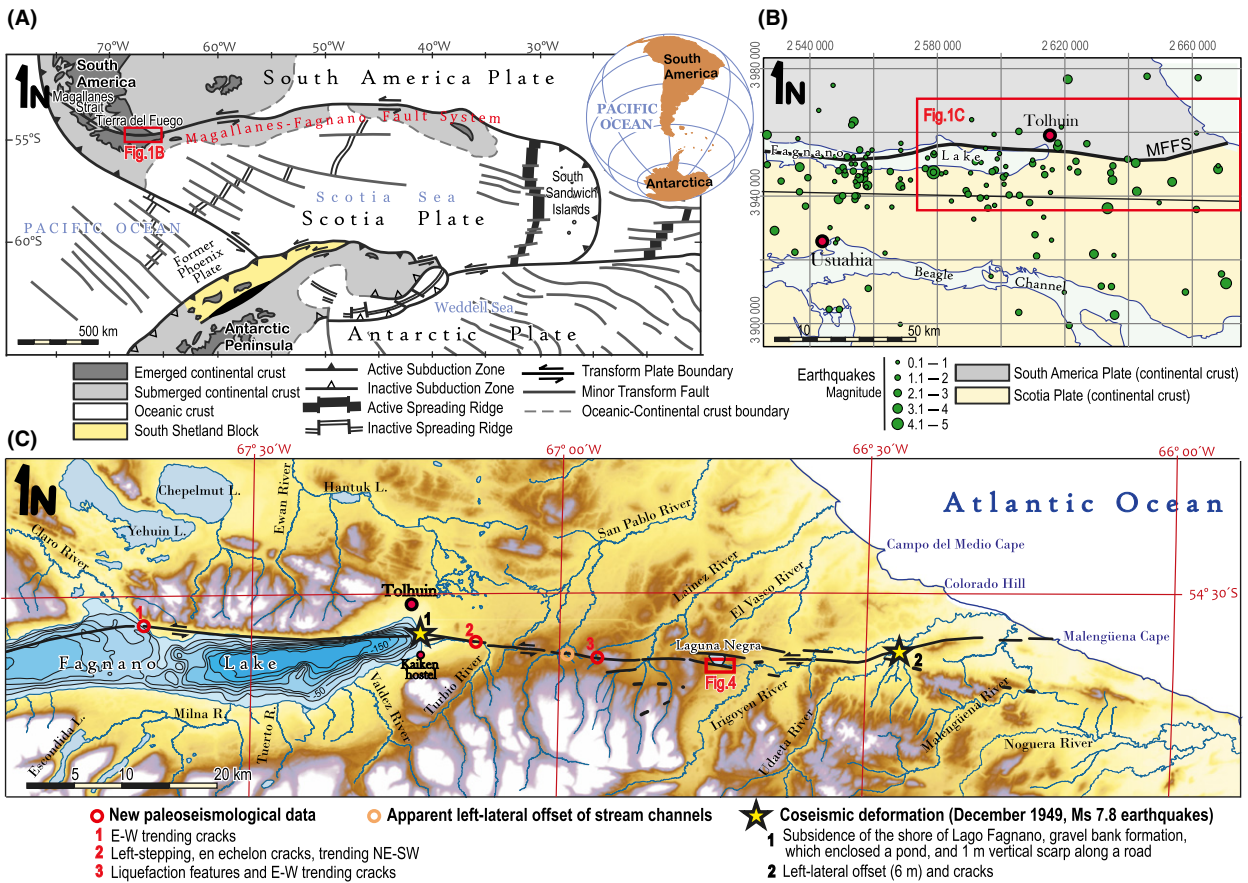 (A)
70°W 60°W 50°W 40°W 30°W
N
South
America
Magallanes
Strait
Tierra del Fuego
Fig.1B
South America Plate
Magallanes-Fagnano Fault System
55°S
60°S
Scotia Sea
Scotia Plate
South
Sandwich
Islands
PACIFIC OCEAN
Former
Phoenix
Plate
Weddell Sea
Antarctic Plate
Antarctic
Peninsula
500 km
South
America
PACIFIC
OCEAN
Antarctica
Emerged continental crust
Submerged continental crust
Oceanic crust
South Shetland Block
Active Subduction Zone
Inactive Subduction Zone
Active Spreading Ridge
Inactive Spreading Ridge
Transform Plate Boundary
Minor Transform Fault
Oceanic-Continental crust boundary
(B)
2540 000 2580 000 2620 000 2660 000
3 980 000
3 940 000
3 900 000
N
Fig.1C
Tolhuin
MFFS
Fagnano Lake
Usuahia
Beagle
Channel
10 50 km
Earthquakes
Magnitude
0.1 — 1
1.1 — 2
2.1 — 3
3.1 — 4
4.1 — 5
South America Plate (continental crust)
Scotia Plate (continental crust)
(C)
67°30'W 67°00'W 66°30'W 66°00'W
N
Chepelmut L.
Yehuin L.
Claro River
Ewan River
Hantuk L.
San Pablo River
Lainez River
El Vasco River
Atlantic Ocean
Campo del Medio Cape
Colorado Hill
54°30'S
Malengüena Cape
Tolhuin
1
1
2
3
Laguna Negra
Fig.4
2
Fagnano Lake
-150
-50
Kaiken
hostel
Turbio River
Valdez River
Milna R.
Tuerto R.
Escondida L.
Irigoyen River
Udaeta River
Malengüena River
Noguera River
5 10 20 km
New paleoseismological data
1 E-W trending cracks
2 Left-stepping, en echelon cracks, trending NE-SW
3 Liquefaction features and E-W trending cracks
Apparent left-lateral offset of stream channels
Coseismic deformation (December 1949, Ms 7.8 earthquakes)
1 Subsidence of the shore of Lago Fagnano, gravel bank formation,
which enclosed a pond, and 1 m vertical scarp along a road
2 Left-lateral offset (6 m) and cracks